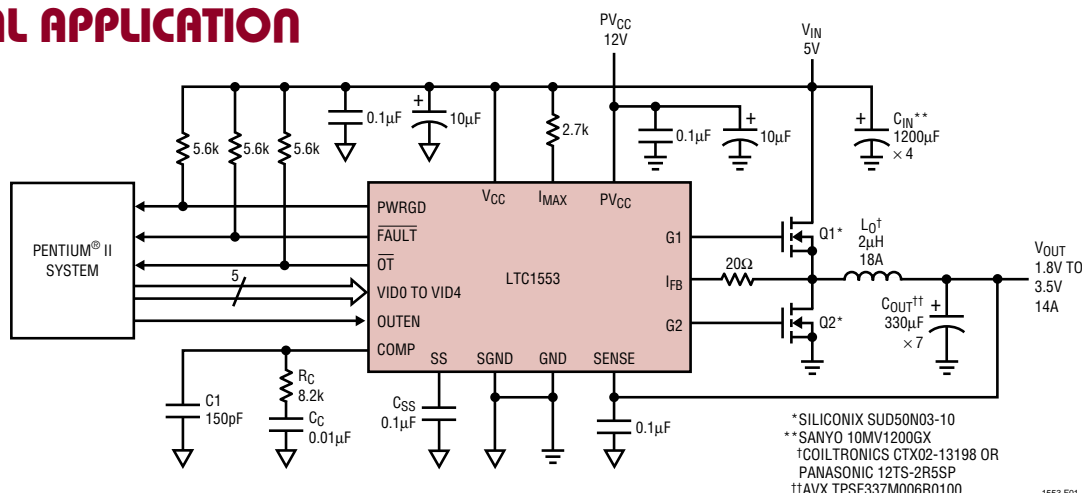 AL APPLICATION
PVCC
12V
VIN
5V
5.6k
5.6k
5.6k
0.1µF
+
10µF
2.7k
0.1µF
+
10µF
+
CIN**
1200µF
× 4
PENTIUM® II
SYSTEM
5
VCC
IMAX
PVCC
PWRGD
FAULT
OT
VID0 TO VID4
OUTEN
COMP
LTC1553
G1
IFB
G2
SS
SGND
GND
SENSE
20Ω
Q1*
Q2*
LO†
2µH
18A
VOUT
1.8V TO
3.5V
14A
COUT††
330µF
× 7
+
C1
150pF
RC
8.2k
CC
0.01µF
CSS
0.1µF
0.1µF
*SILICONIX SUD50N03-10
**SANYO 10MV1200GX
†COILTRONICS CTX02-13198 OR
PANASONIC 12TS-2R5SP
††AVX TPSE337M006R0100
1553 F01